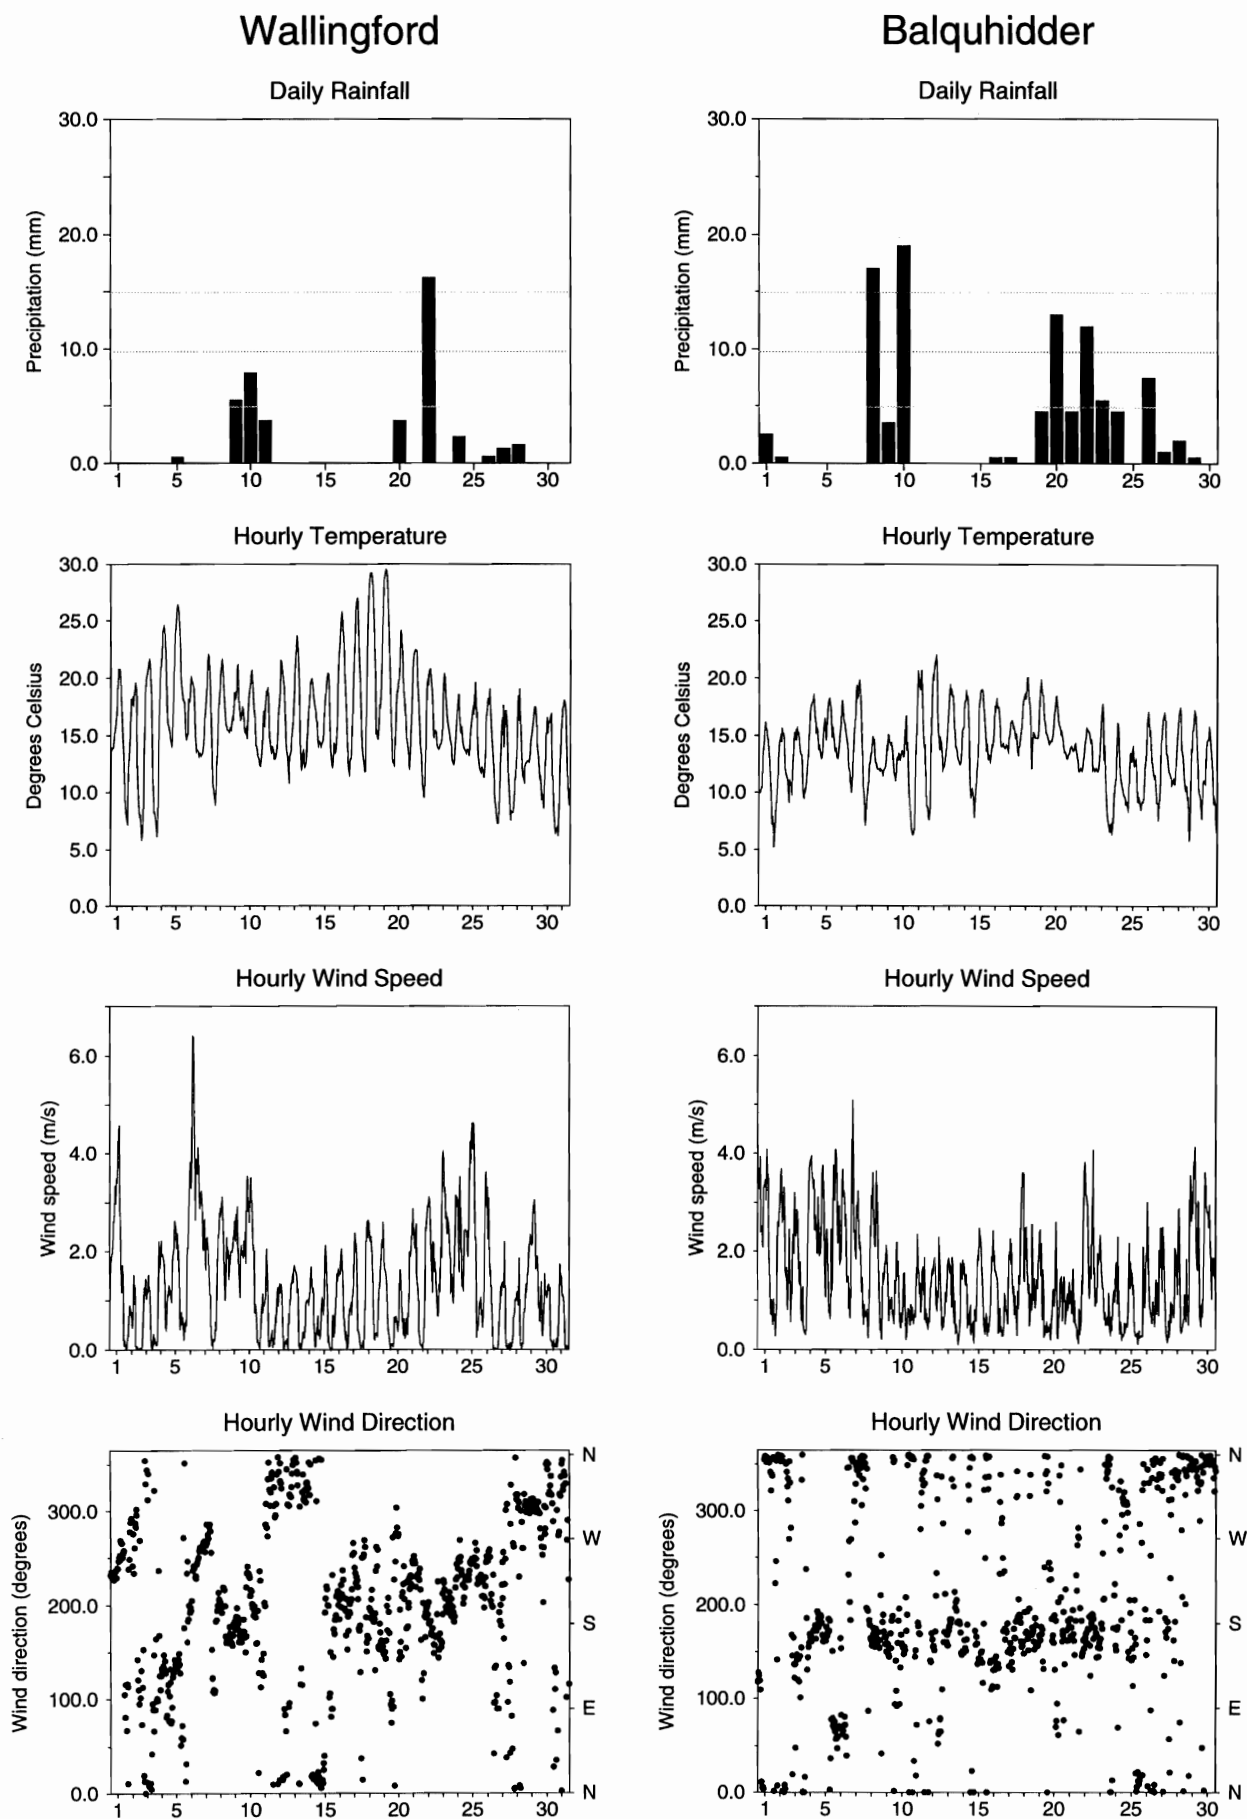 Wallingford Balquhidder
Daily Rainfall Daily Rainfall
30.0 30.0
20.0 20.0
Precipitation (mm) Precipitation (mm)
10.0 10.0
0.0 0.0
1 5 10 15 20 25 30 1 5 10 15 20 25 30
Hourly Temperature Hourly Temperature
30.0 30.0
25.0 25.0
20.0 20.0
Degrees Celsius Degrees Celsius
15.0 15.0
10.0 10.0
5.0 5.0
0.0 0.0
1 5 10 15 20 25 30 1 5 10 15 20 25 30
Hourly Wind Speed Hourly Wind Speed
6.0 6.0
4.0 4.0
Wind speed (m/s) Wind speed (m/s)
2.0 2.0
0.0 0.0
1 5 10 15 20 25 30 1 5 10 15 20 25 30
Hourly Wind Direction Hourly Wind Direction
N N
300.0 300.0
W W
Wind direction (degrees) Wind direction (degrees)
200.0 200.0
S S
100.0 100.0
E E
0.0 N 0.0 N
1 5 10 15 20 25 30 1 5 10 15 20 25 30